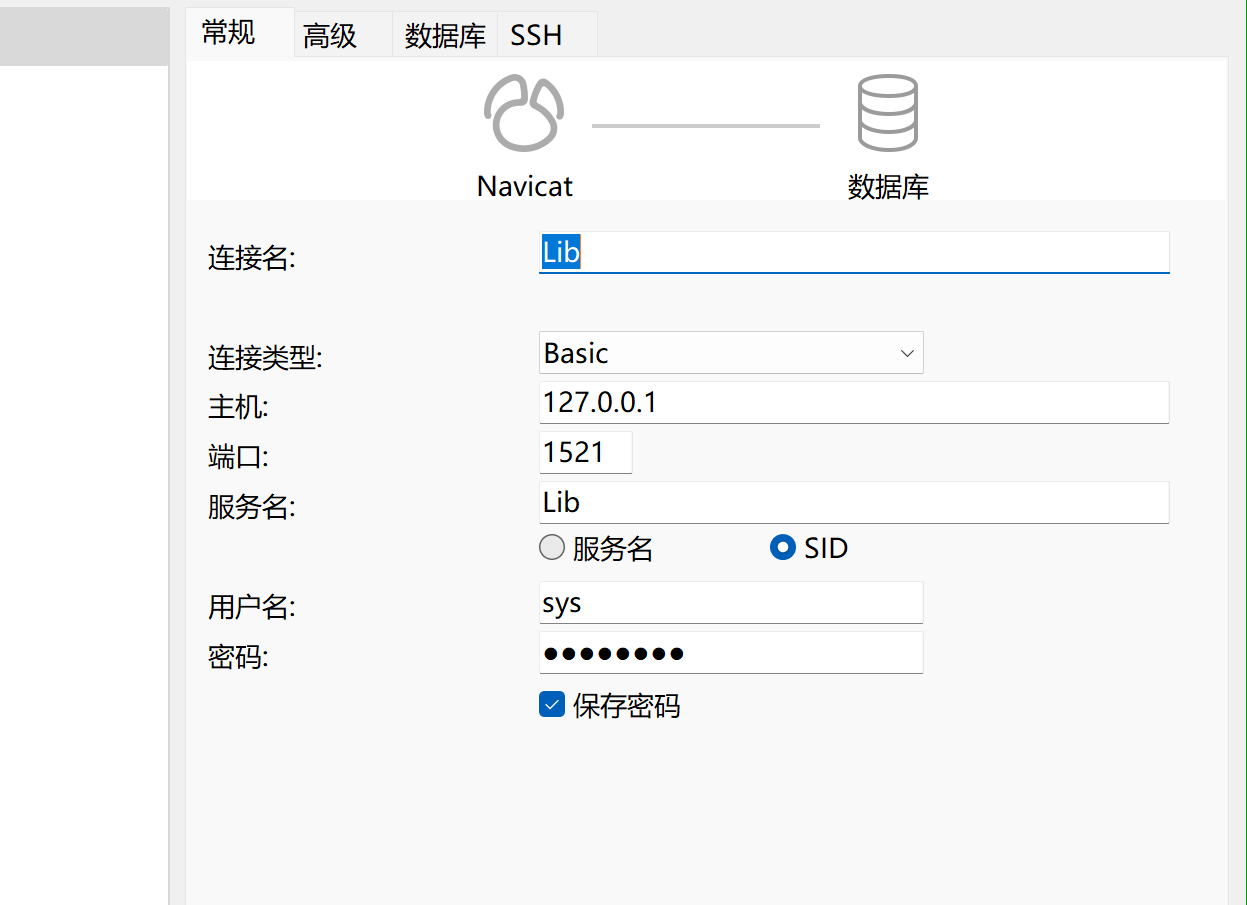 常规 高级 数据库 SSH
Navicat 数据库
连接名: Lib
连接类型: Basic
主机: 127.0.0.1
端口: 1521
服务名: Lib
服务名 SID
用户名: sys
密码: ●●●●●●●●
保存密码